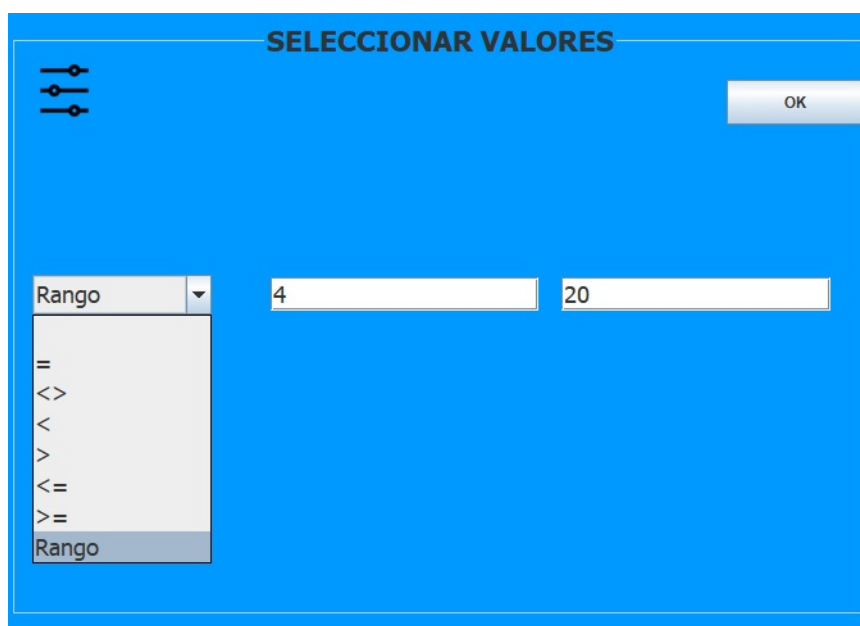 SELECCIONAR VALORES
OK
Rango 4 20
=
<>
<
>
<=
>=
Rango